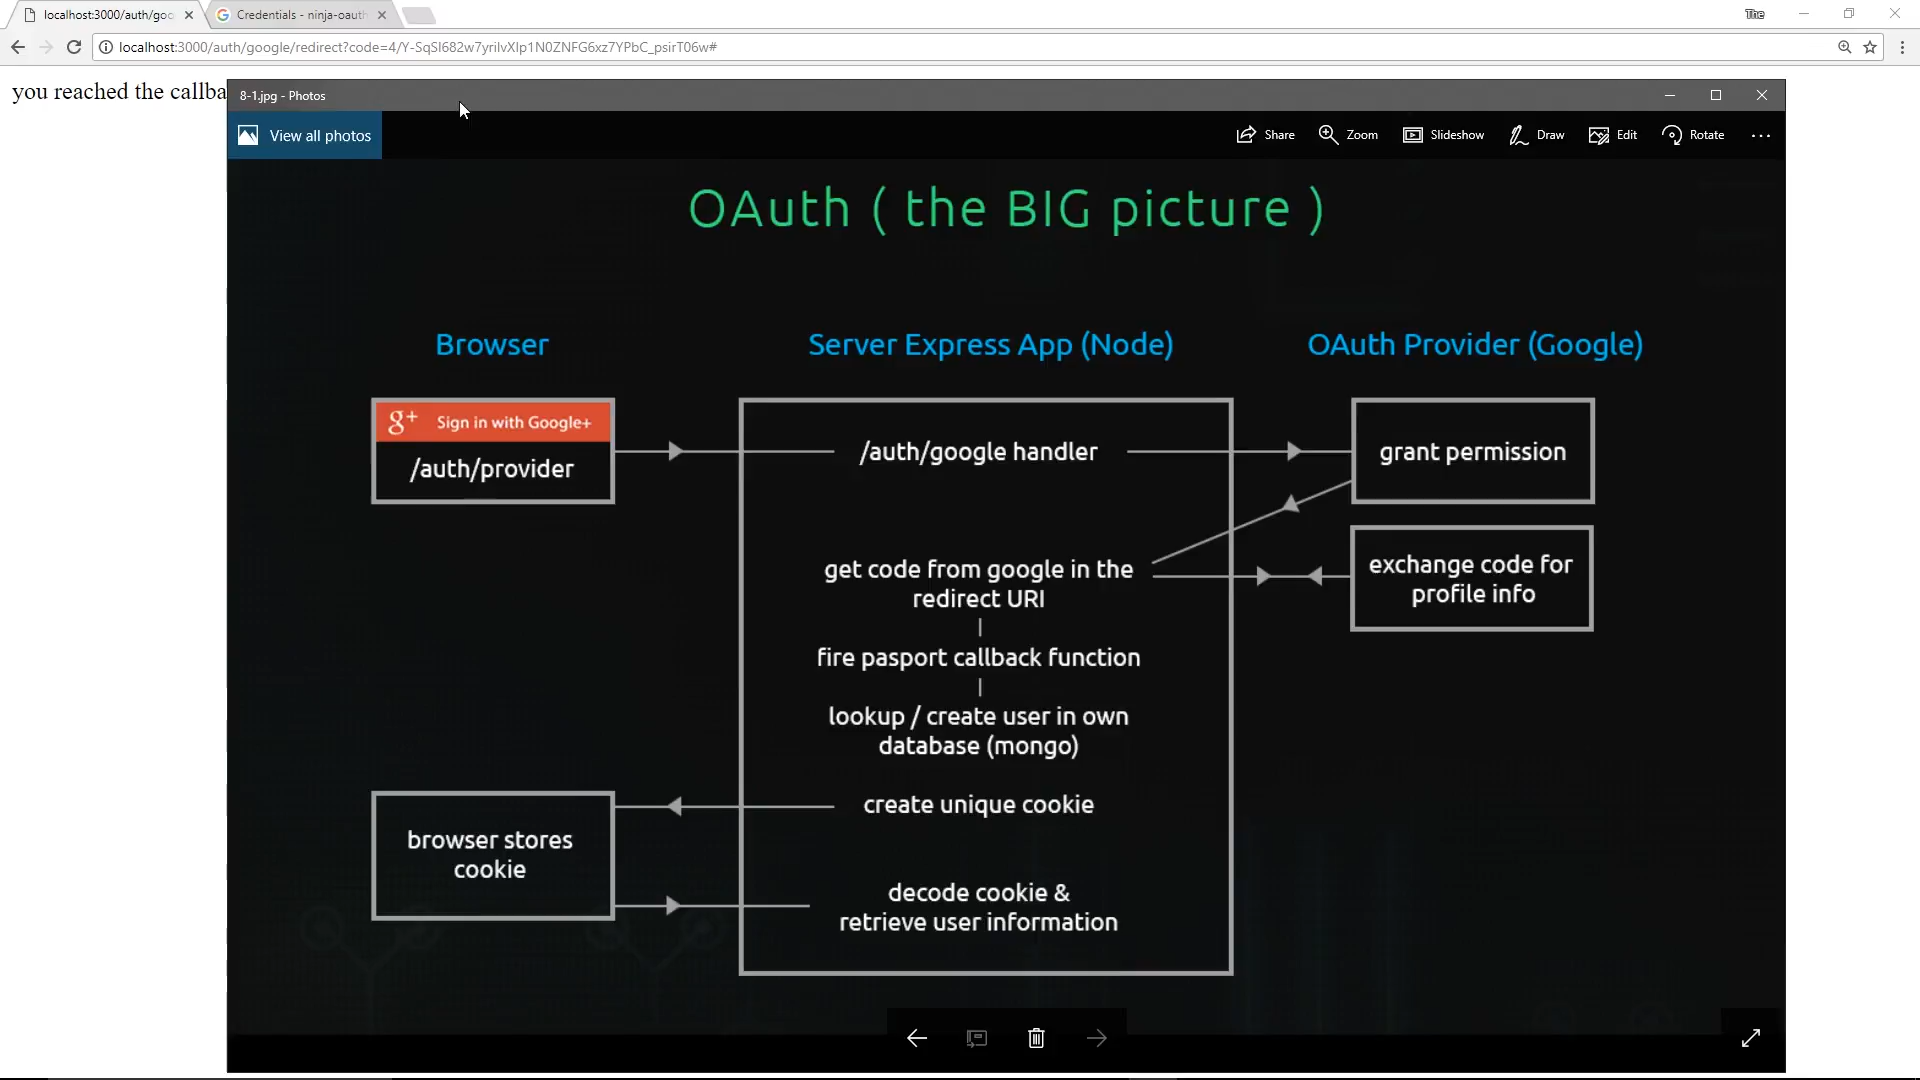 localhost:3000/auth/goo
Credentials - ninja-oauth
The
localhost:3000/auth/google/redirect?code=4/Y-SqSI682w7yrilvXIp1N0ZNFG6xz7YPbC_psirT06w#
you reached the callba
8-1.jpg - Photos
View all photos
Share
Zoom
Slideshow
Draw
Edit
Rotate
OAuth ( the BIG picture )
Browser
Server Express App (Node)
OAuth Provider (Google)
g+ Sign in with Google+
/auth/provider
/auth/google handler
grant permission
get code from google in the
redirect URI
exchange code for
profile info
fire pasport callback function
lookup / create user in own
database (mongo)
create unique cookie
browser stores
cookie
decode cookie &
retrieve user information